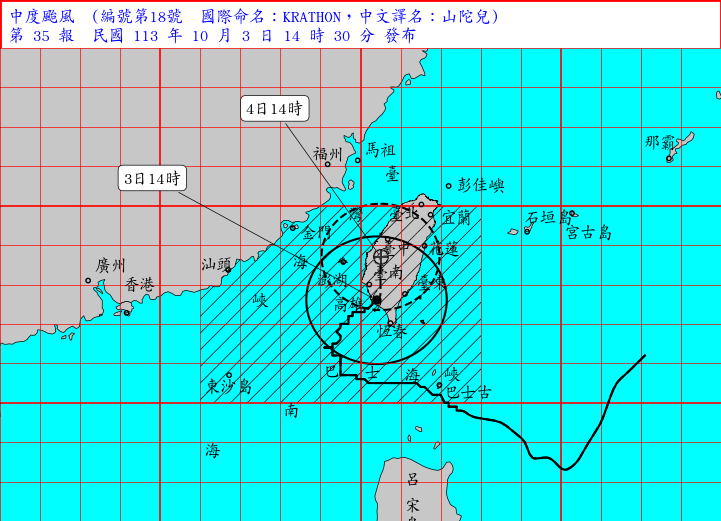 中度颱風 (編號第18號 國際命名：KRATHON，中文譯名：山陀兒)
第 35 報 民國 113 年 10 月 3 日 14 時 30 分 發布
4日14時
那霸
馬祖
福州
臺
3日14時
彭佳嶼
灣
臺北
宜蘭
石垣島
宮古島
金門
臺中
花蓮
海
廣州
汕頭
臺南
澎湖
臺東
香港
峽
高雄
恆春
巴
士
海
峽
東沙島
巴士古
南
海
呂
宋
島